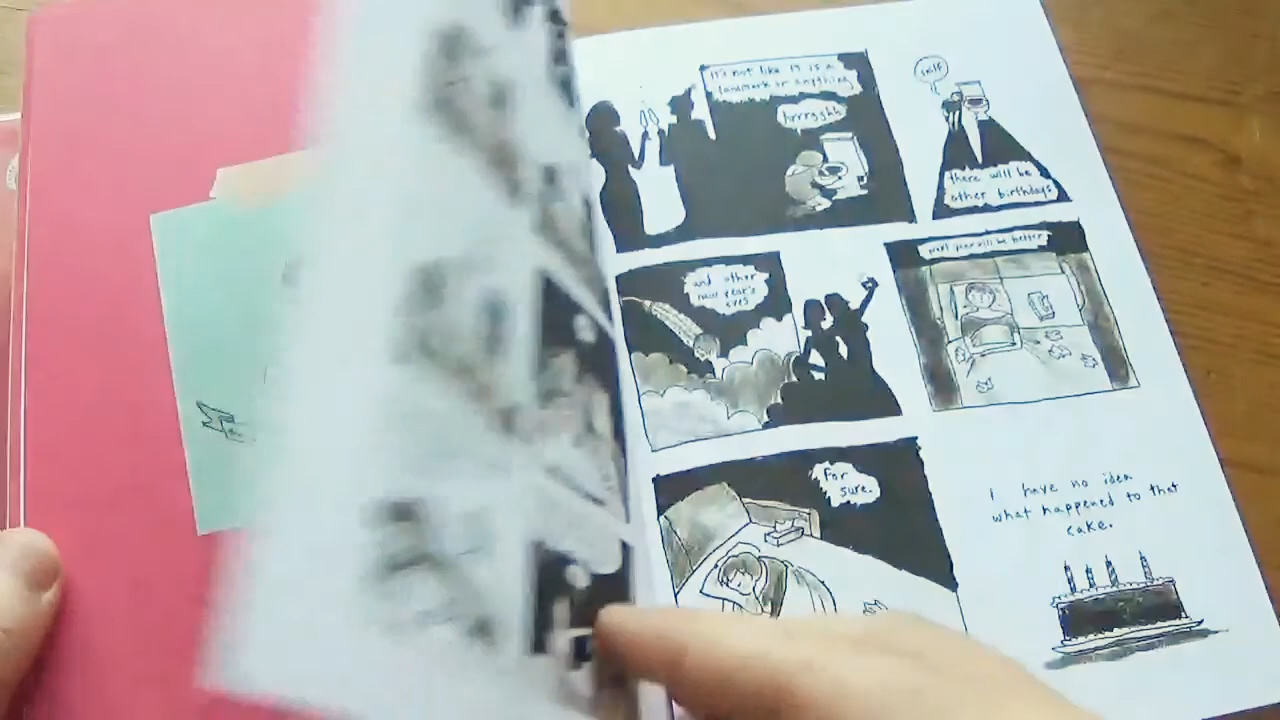 It's not like it is a
landmark or anything
hrrrgghh
sniff
there will be
other birthdays
and other
new year's
eves
next year will be better
For
sure.
I have no idea
what happened to that
cake.